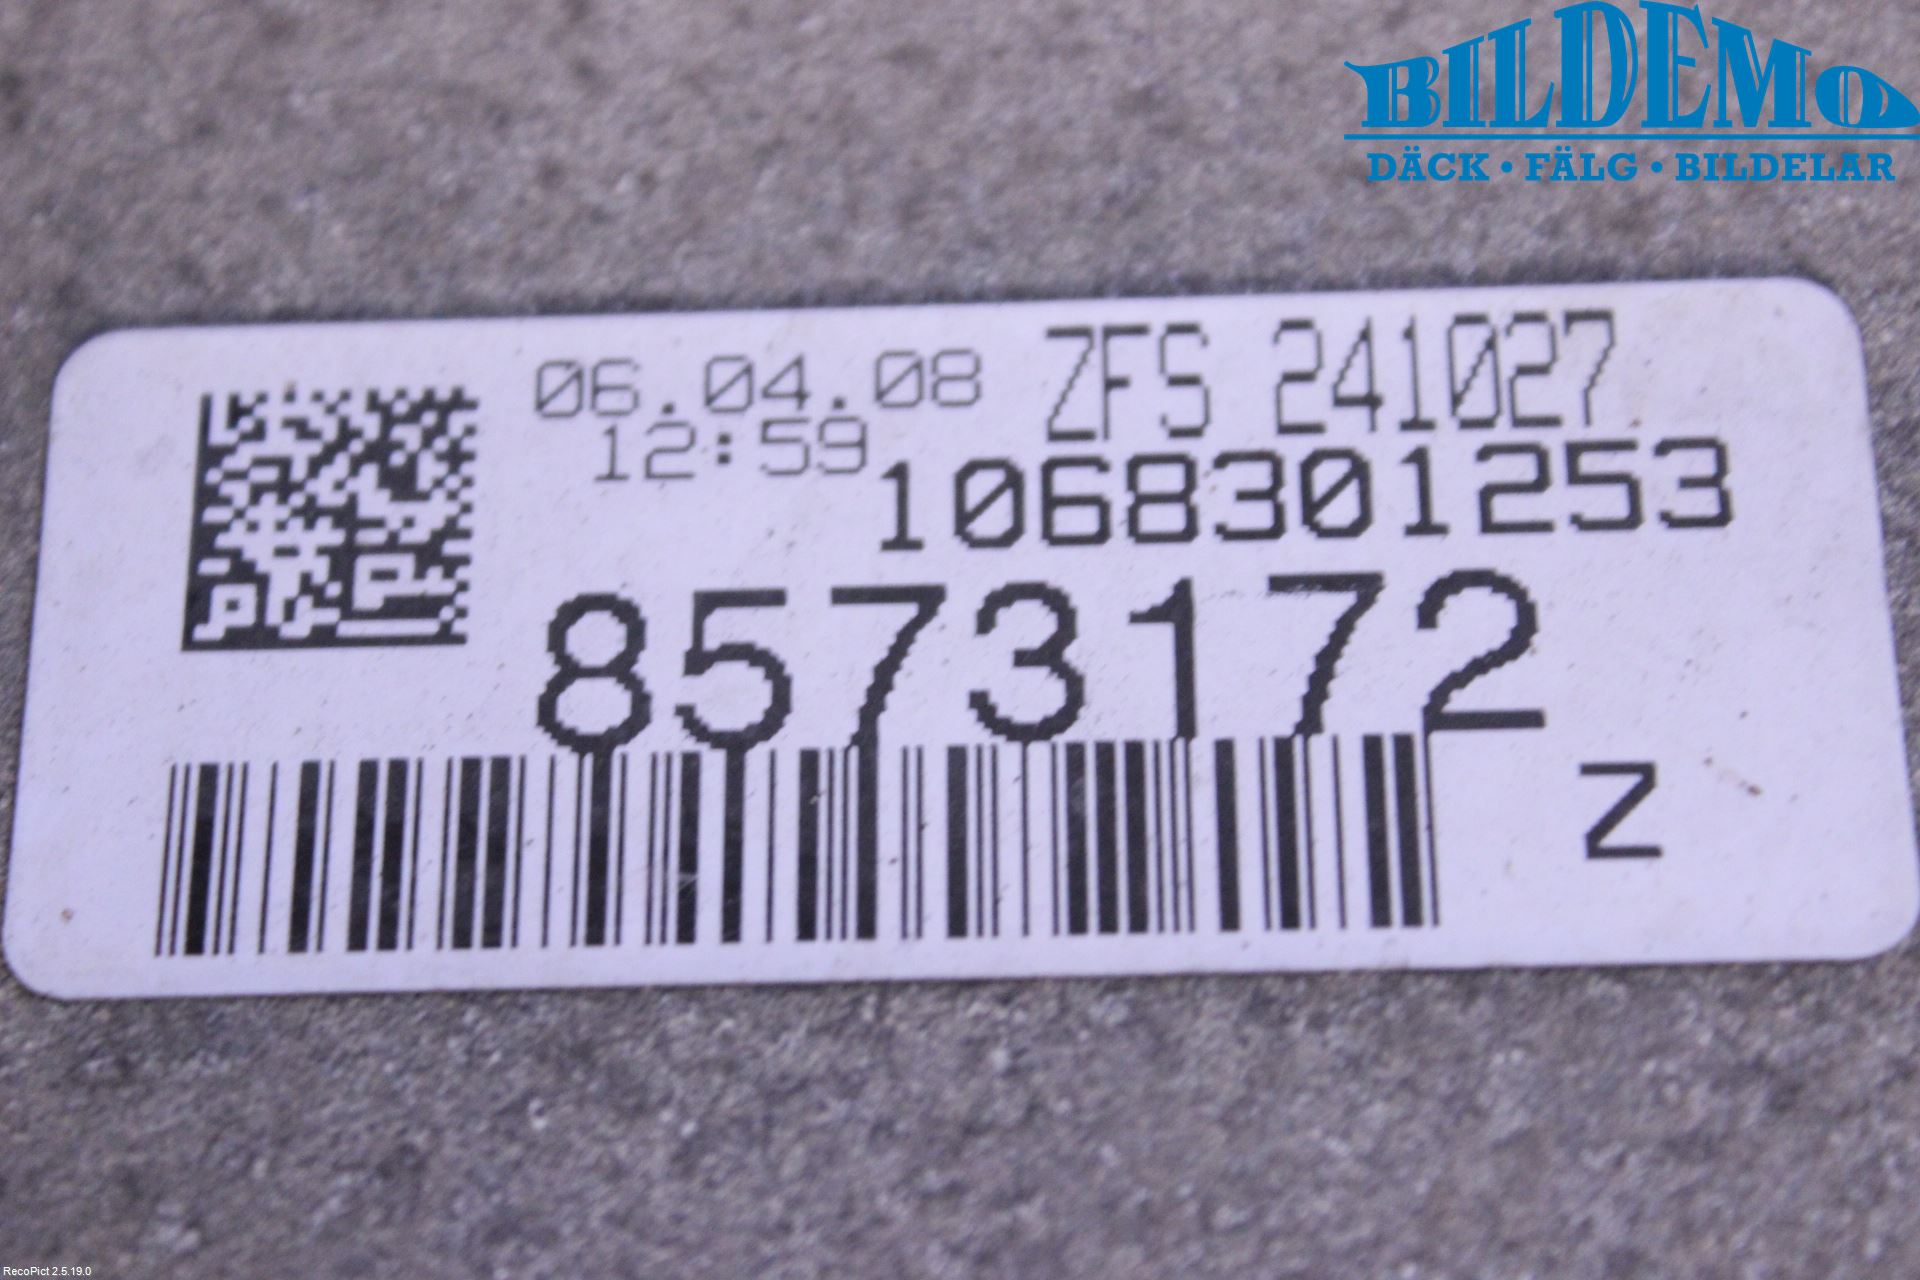 BILDEMO
DÄCK • FÄLG • BILDELAR
06.04.08 ZFS 241027
12:59
1068301253
8573172
Z
RecoPict 2.5.19.0